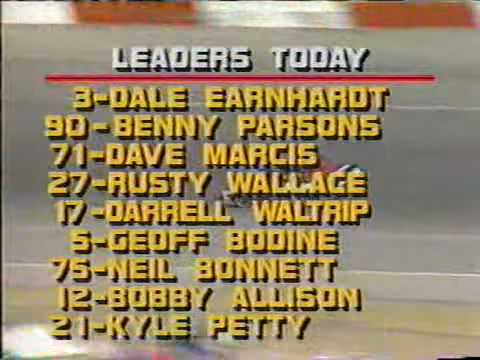 LEADERS TODAY
3-DALE EARNHARDT
90-BENNY PARSONS
71-DAVE MARCIS
27-RUSTY WALLACE
17-DARRELL WALTRIP
5-GEOFF BODINE
75-NEIL BONNETT
12-BOBBY ALLISON
21-KYLE PETTY